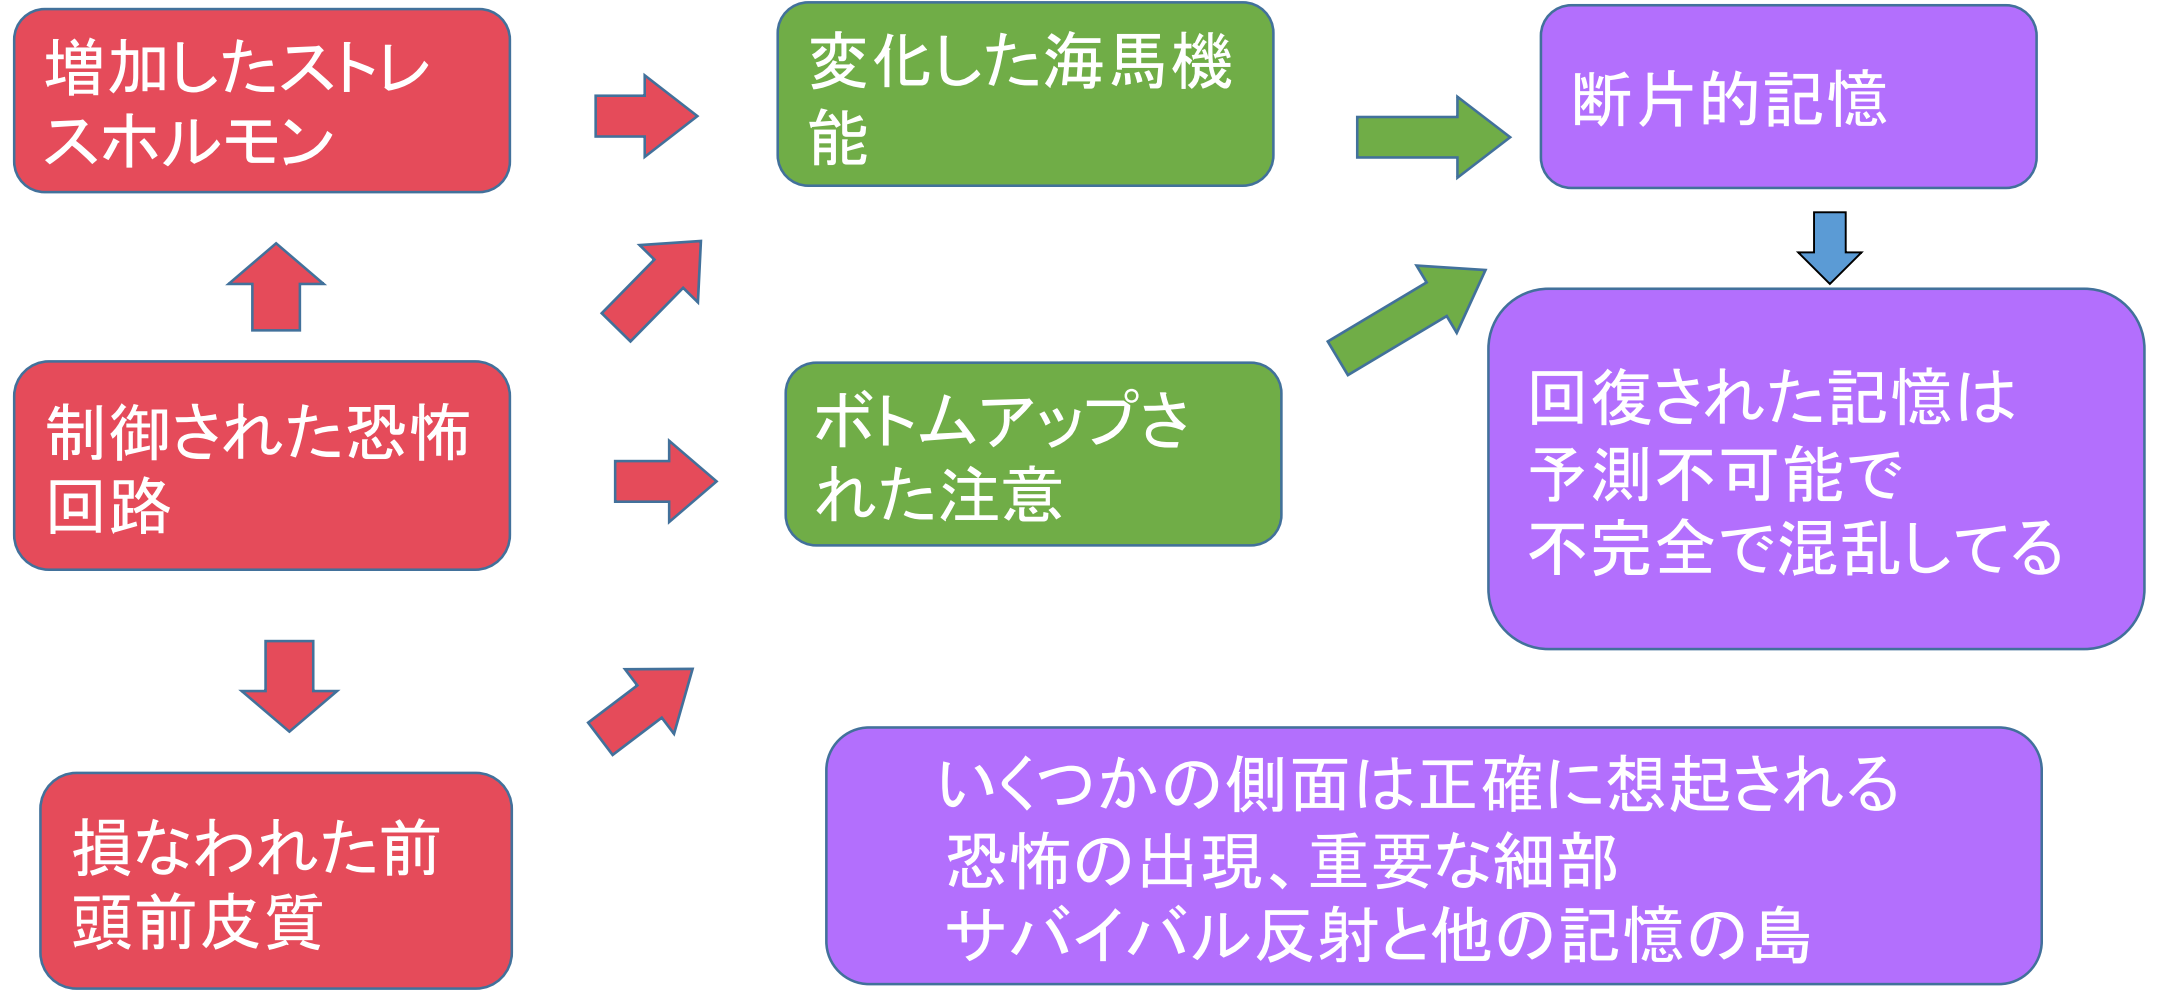 増加したストレ
スホルモン
変化した海馬機
能
断片的記憶
制御された恐怖
回路
ボトムアップさ
れた注意
回復された記憶は
予測不可能で
不完全で混乱してる
損なわれた前
頭前皮質
いくつかの側面は正確に想起される
恐怖の出現、重要な細部
サバイバル反射と他の記憶の島